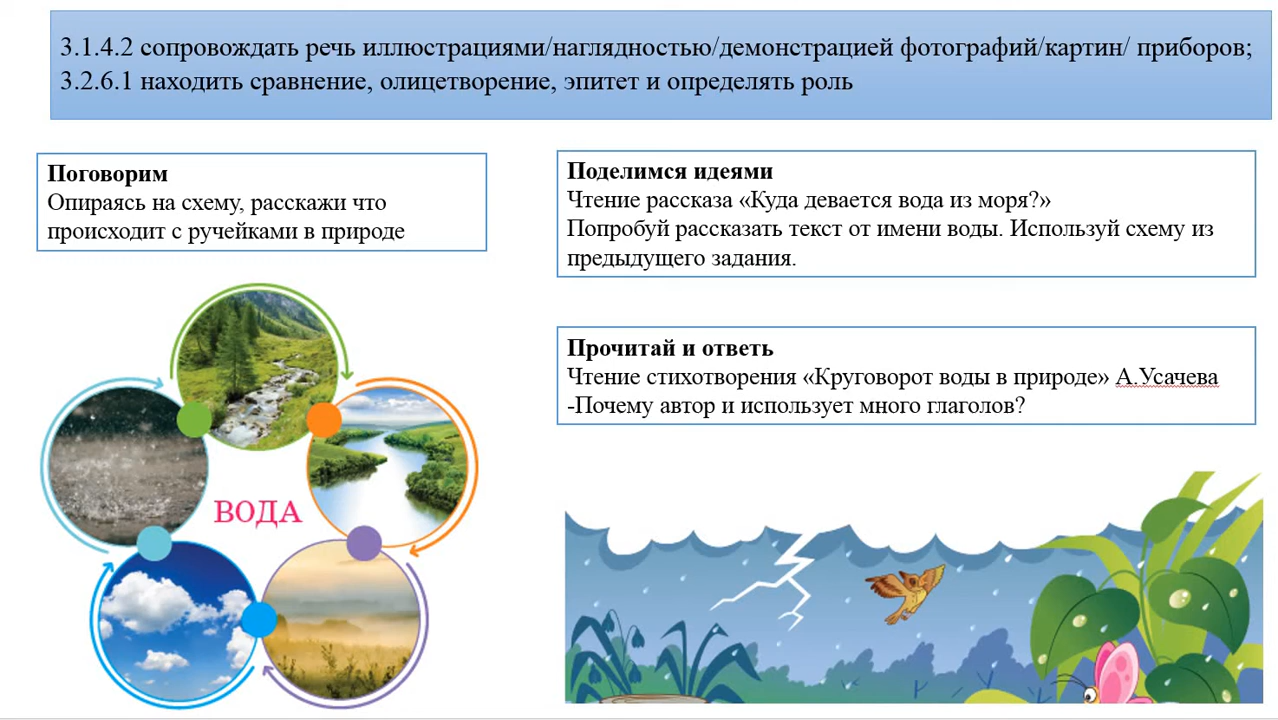 3.1.4.2 сопровождать речь иллюстрациями/наглядностью/демонстрацией фотографий/картин/ приборов;
3.2.6.1 находить сравнение, олицетворение, эпитет и определять роль
Поговорим
Опираясь на схему, расскажи что
происходит с ручейками в природе
Поделимся идеями
Чтение рассказа «Куда девается вода из моря?»
Попробуй рассказать текст от имени воды. Используй схему из
предыдущего задания.
Прочитай и ответь
Чтение стихотворения «Круговорот воды в природе» А.Усачева
-Почему автор и использует много глаголов?
ВОДА